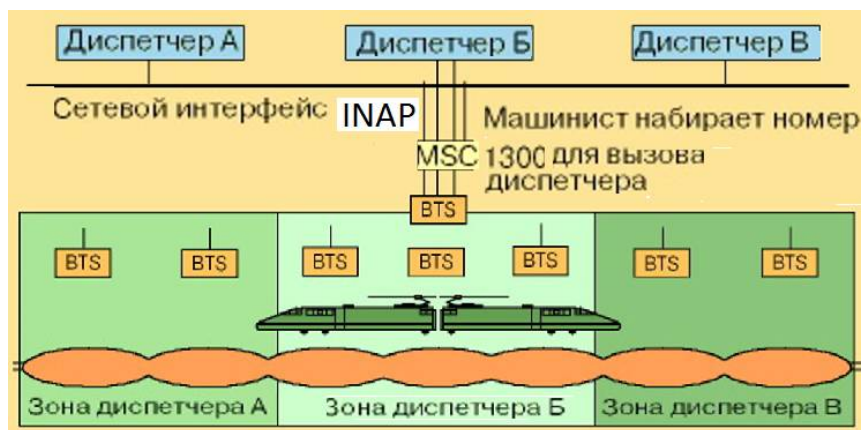 Диспетчер А
Диспетчер Б
Диспетчер В
Сетевой интерфейс INAP
Машинист набирает номер
MSC
1300 для вызова
диспетчера
BTS
BTS
BTS
BTS
BTS
BTS
BTS
BTS
Зона диспетчера А
Зона диспетчера Б
Зона диспетчера В